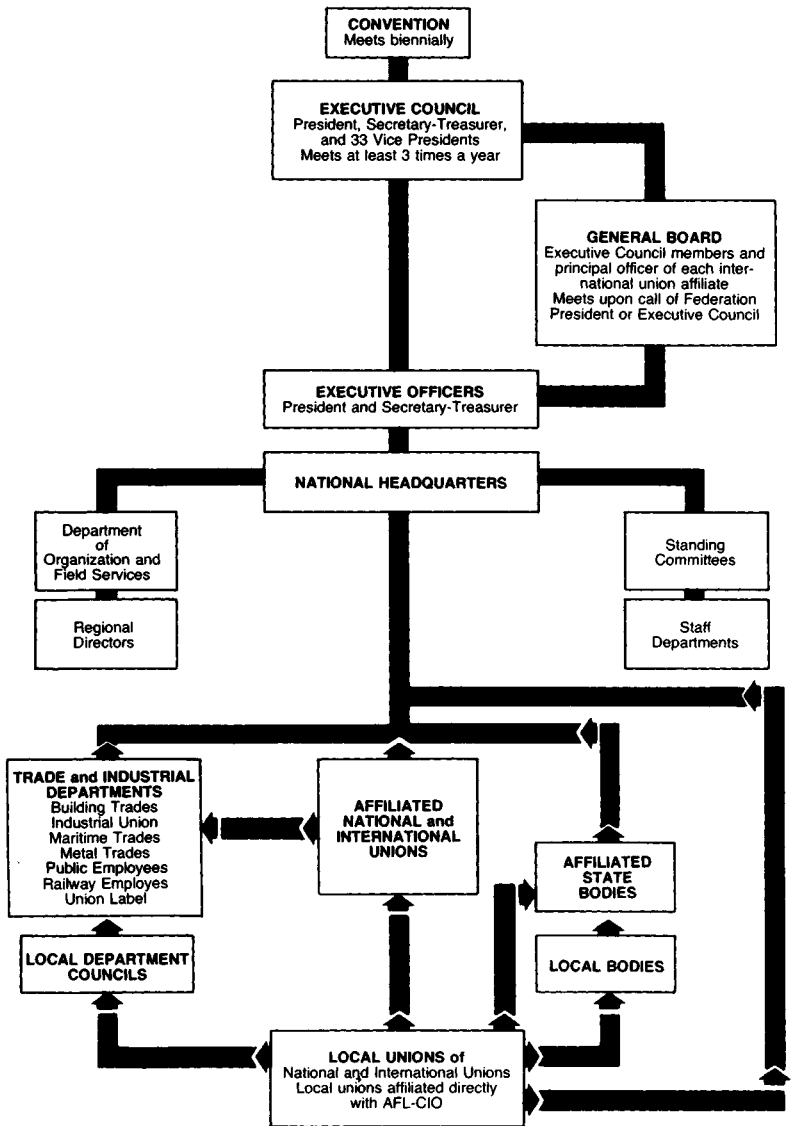 CONVENTION
Meets biennially
EXECUTIVE COUNCIL
President, Secretary-Treasurer,
and 33 Vice Presidents
Meets at least 3 times a year
GENERAL BOARD
Executive Council members and
principal officer of each inter-
national union affiliate
Meets upon call of Federation
President or Executive Council
EXECUTIVE OFFICERS
President and Secretary-Treasurer
NATIONAL HEADQUARTERS
Department
of
Organization and
Field Services
Regional
Directors
Standing
Committees
Staff
Departments
TRADE and INDUSTRIAL
DEPARTMENTS
Building Trades
Industrial Union
Maritime Trades
Metal Trades
Public Employees
Railway Employes
Union Label
AFFILIATED
NATIONAL and
INTERNATIONAL
UNIONS
AFFILIATED
STATE
BODIES
LOCAL DEPARTMENT
COUNCILS
LOCAL BODIES
LOCAL UNIONS of
National and International Unions
Local unions affiliated directly
with AFL-CIO